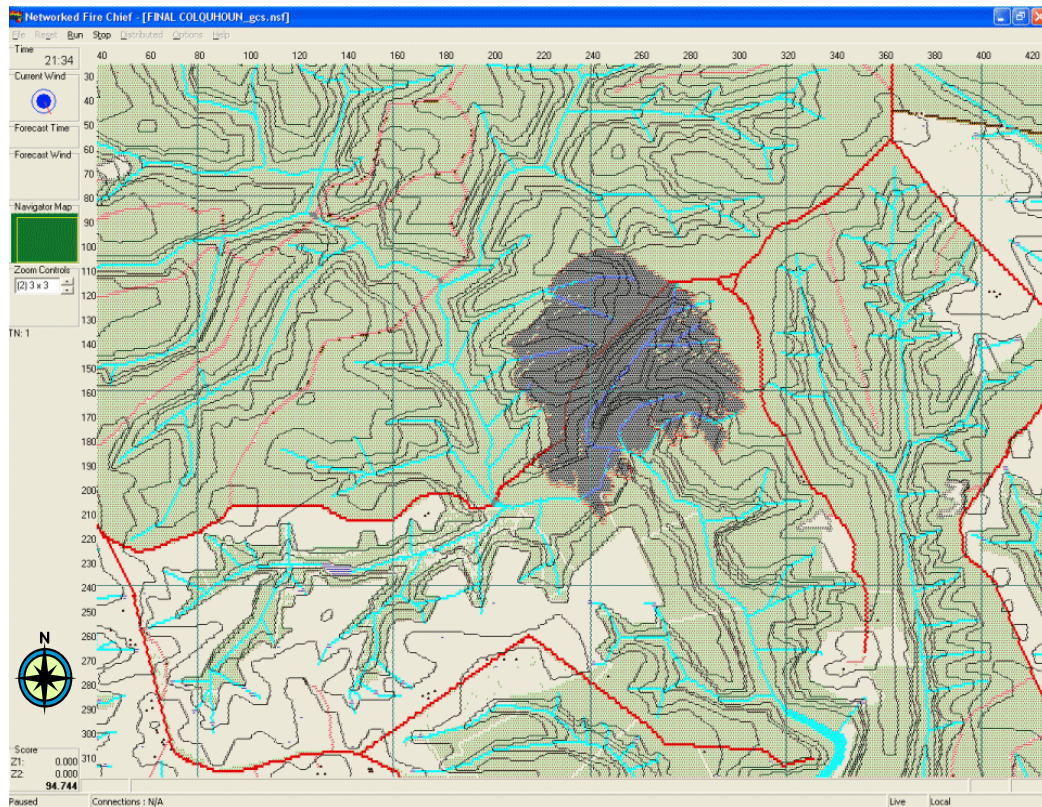 Networked Fire Chief - [FINAL COLQUHOUN_gcs.nsf]
File Reset Run Stop Distributed Options Help
Time
21:34
40 60 80 100 120 140 160 180 200 220 240 260 280 300 320 340 360 380 400 420
Current Wind
Forecast Time
Forecast Wind
Navigator Map
Zoom Controls
(2) 3 x 3
TN: 1
30
40
50
60
70
80
90
100
110
120
130
140
150
160
170
180
190
200
210
220
230
240
250
260
270
280
290
300
310
N
Score
Z1: 0.000
Z2: 0.000
94.744
Paused Connections : N/A Live Local